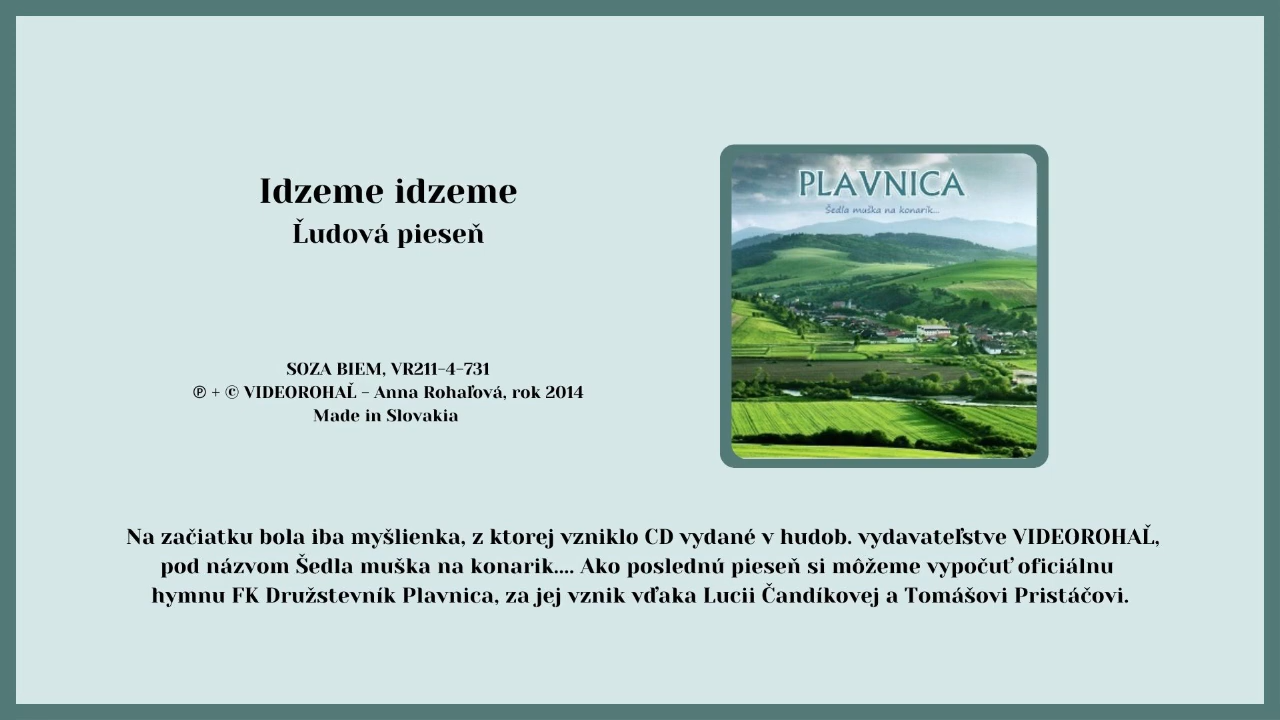 Idzeme idzeme
Ľudová pieseň
SOZA BIEM, VR211-4-731
℗ + © VIDEOROHAĽ - Anna Rohaľová, rok 2014
Made in Slovakia
PLAVNICA
Šedla muška na konarik...
Na začiatku bola iba myšlienka, z ktorej vzniklo CD vydané v hudob. vydavateľstve VIDEOROHAĽ,
pod názvom Šedla muška na konarik.... Ako poslednú pieseň si môžeme vypočuť oficiálnu
hymnu FK Družstevník Plavnica, za jej vznik vďaka Lucii Čandíkovej a Tomášovi Pristáčovi.